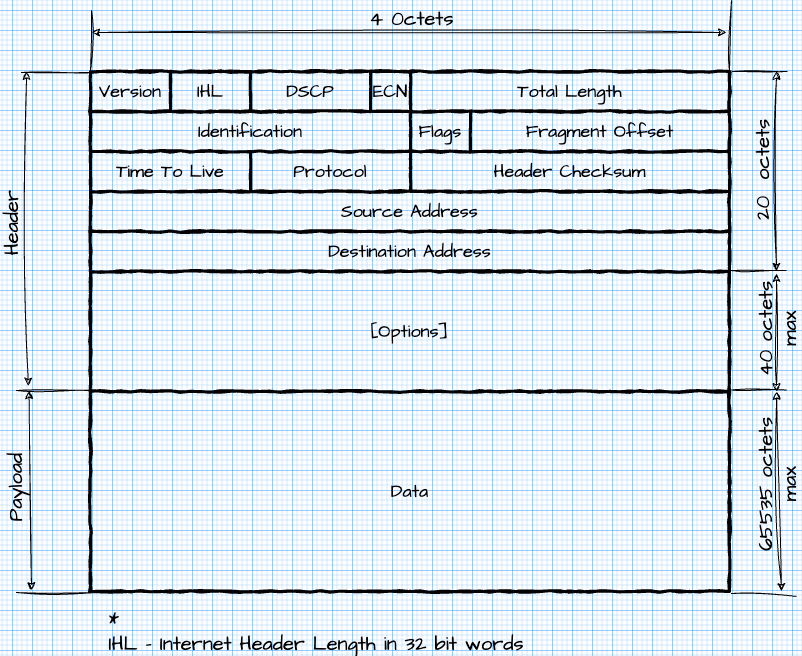 4 Octets
Version IHL DSCP ECN Total Length
Identification Flags Fragment Offset
Time To Live Protocol Header Checksum
Source Address
Destination Address
[Options]
Data
Header
Payload
20 octets
40 octets
max
65535 octets
max
*
IHL - Internet Header Length in 32 bit words